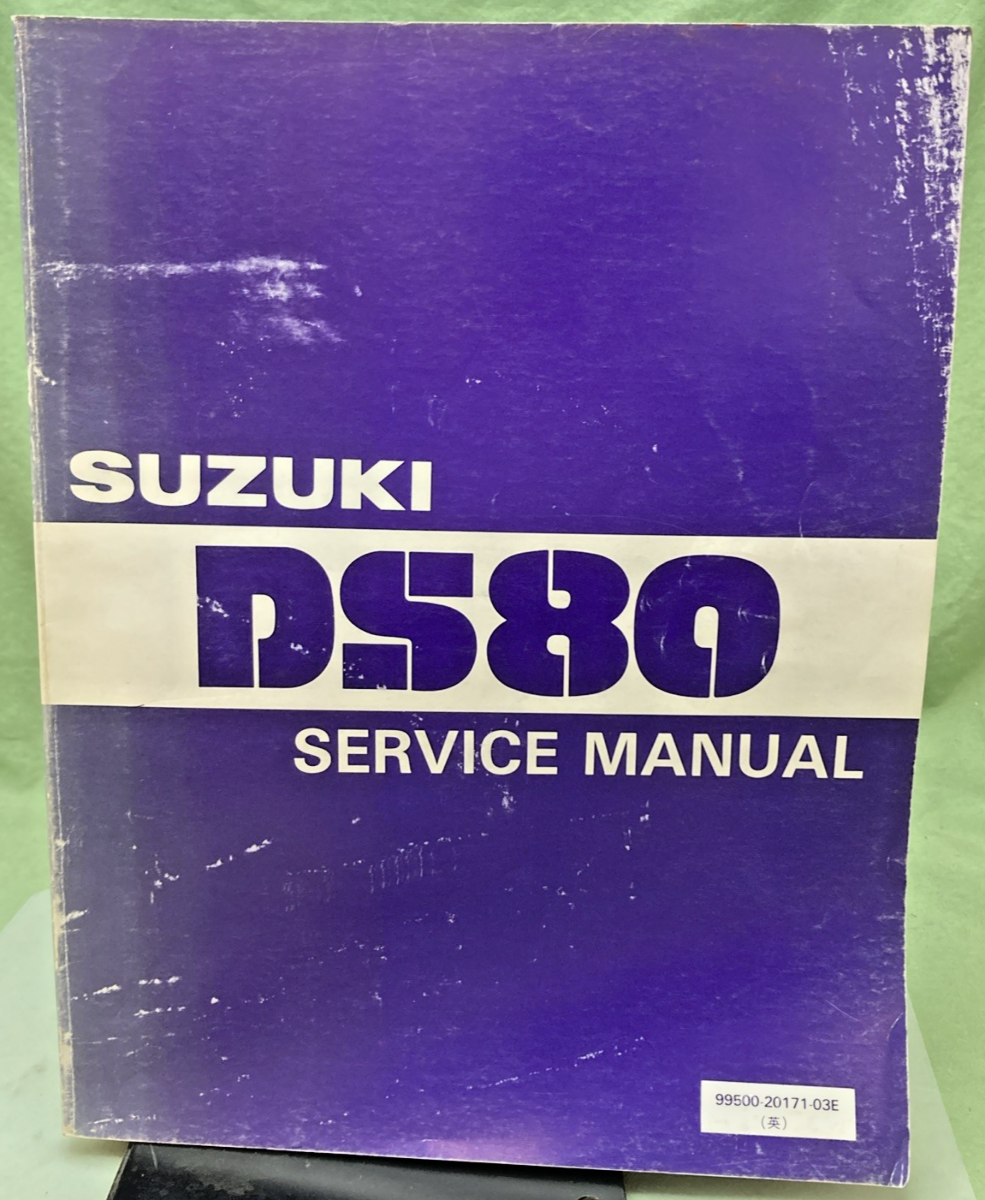 SUZUKI
DS80
SERVICE MANUAL
99500-20171-03E
(英)